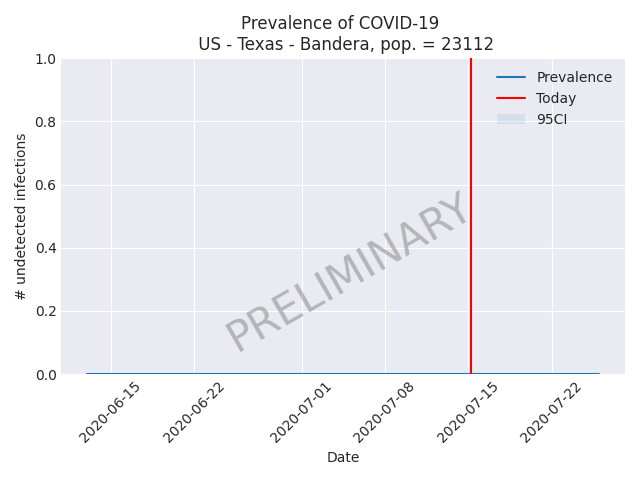 Prevalence of COVID-19
US - Texas - Bandera, pop. = 23112
1.0
0.8
0.6
0.4
0.2
0.0
# undetected infections
Prevalence
Today
95CI
PRELIMINARY
2020-06-15
2020-06-22
2020-07-01
2020-07-08
2020-07-15
2020-07-22
Date